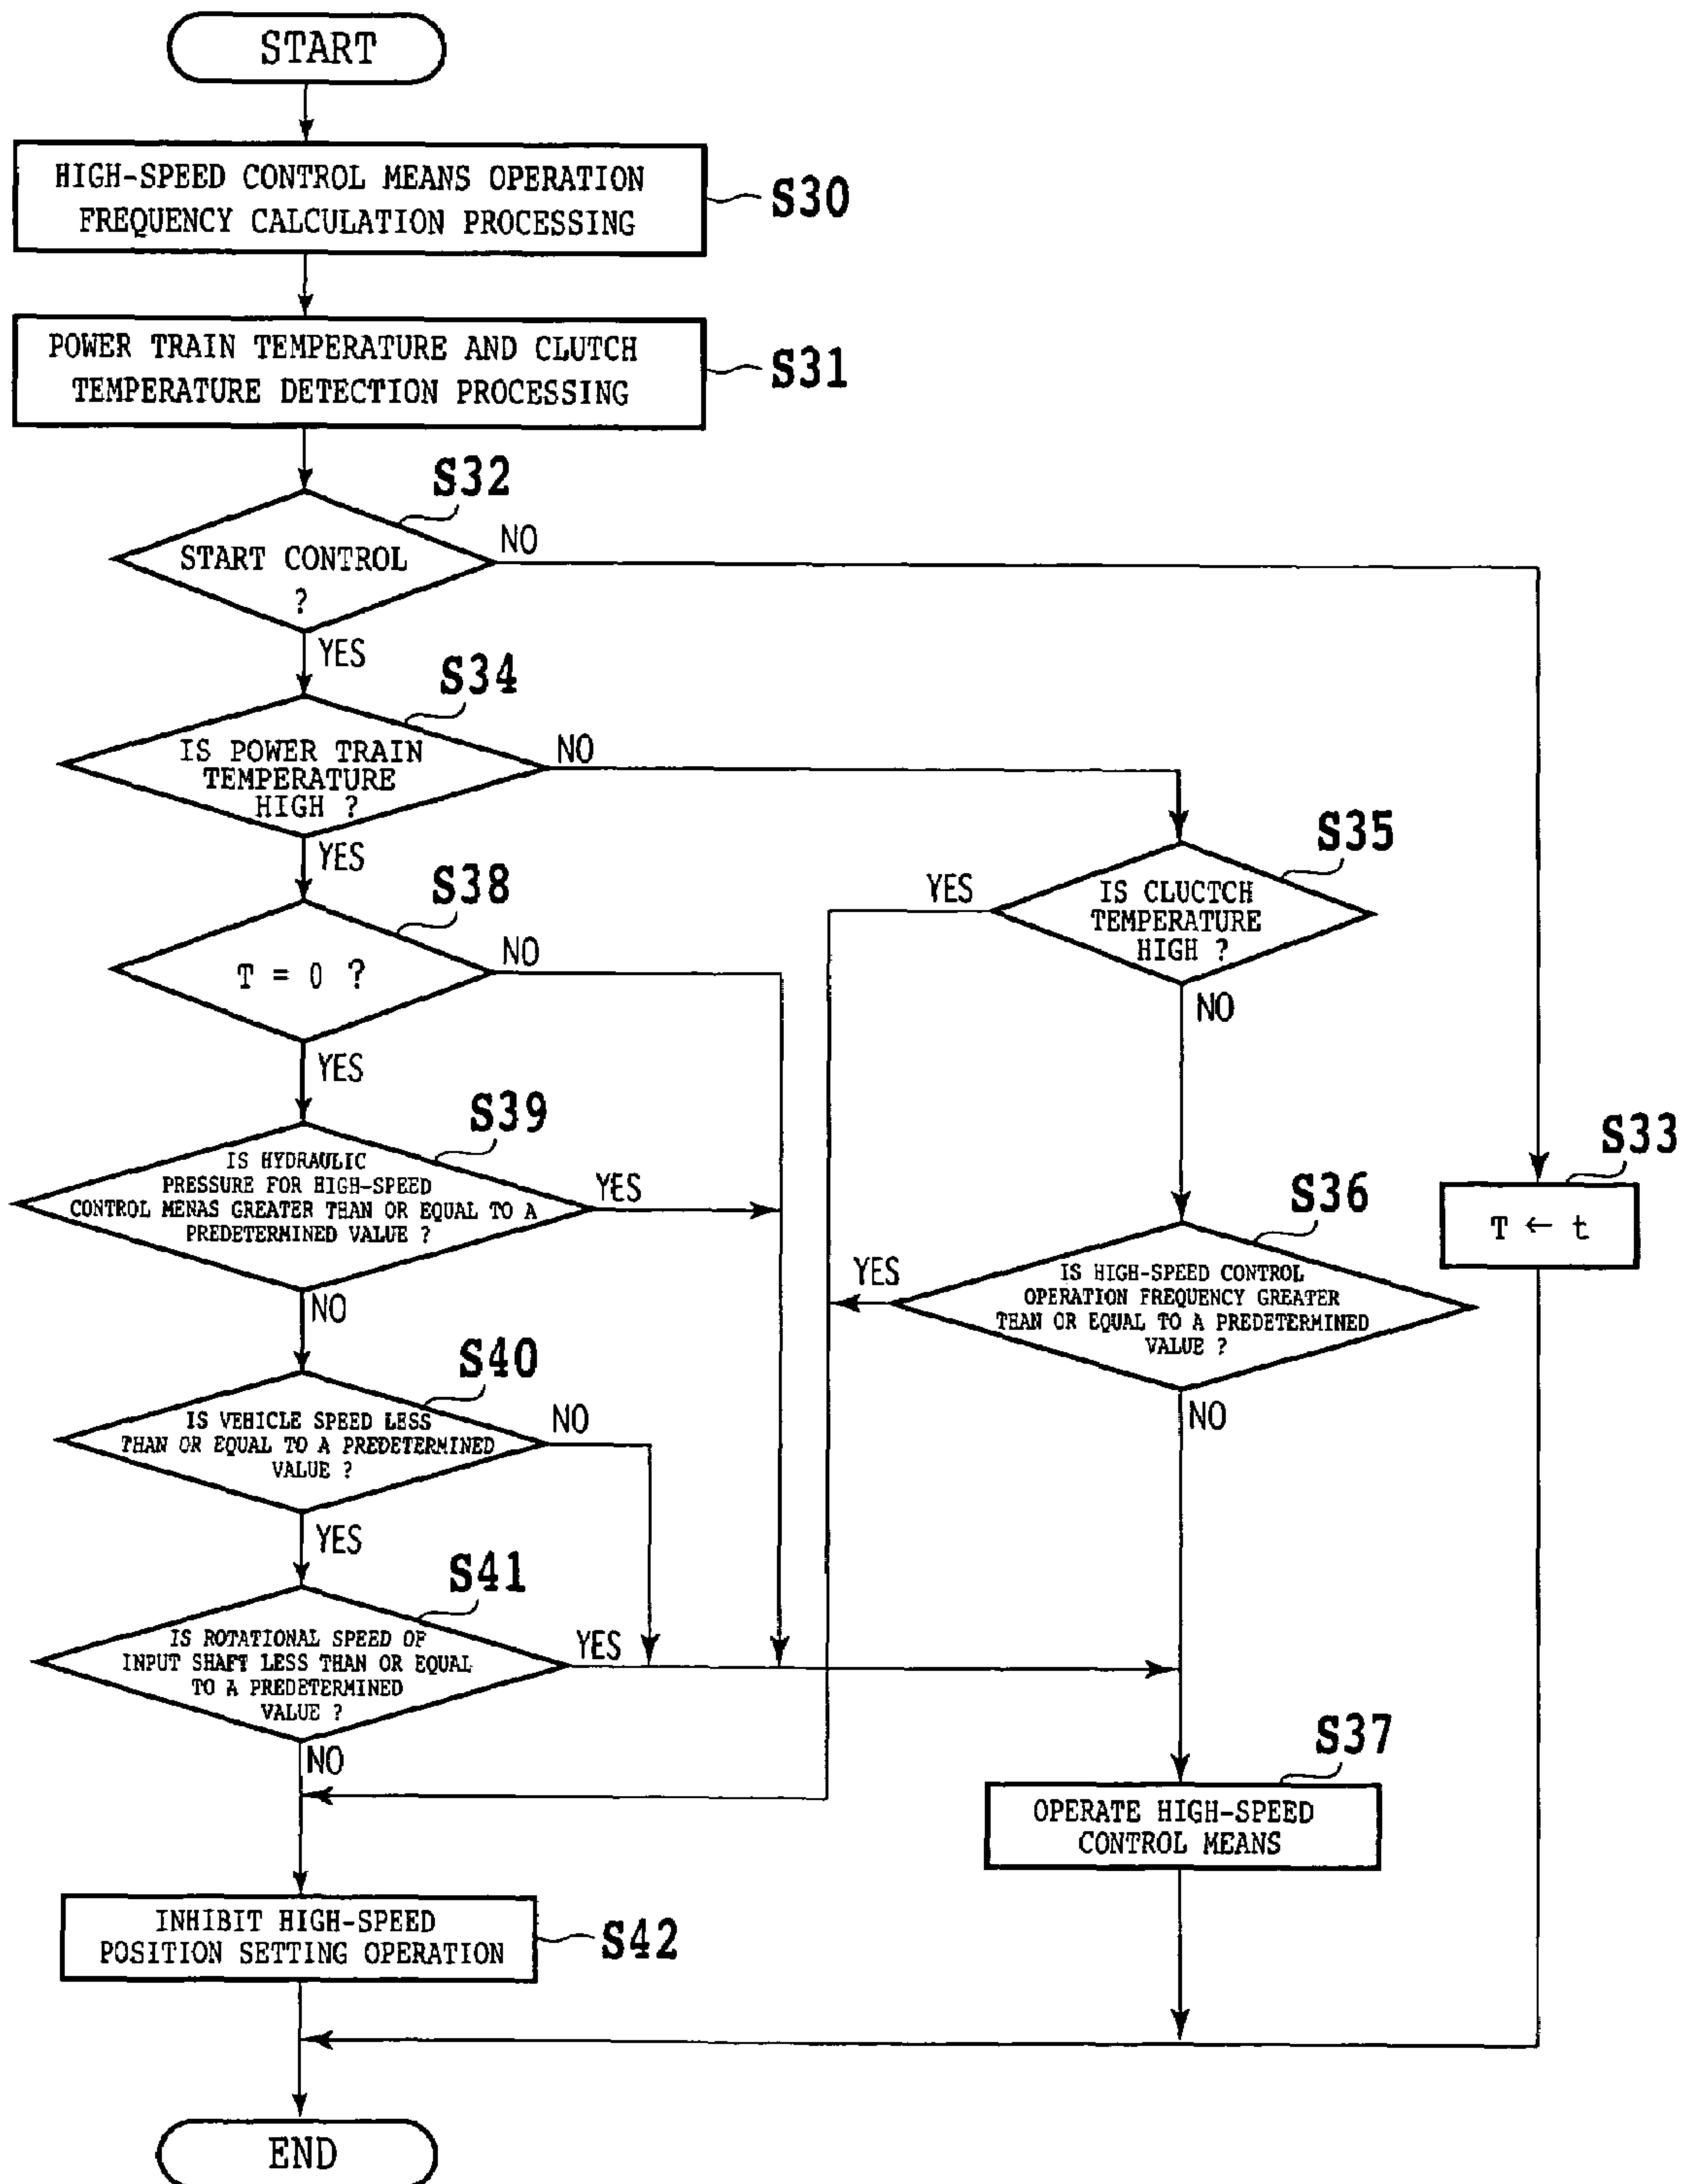 START
HIGH-SPEED CONTROL MEANS OPERATION
FREQUENCY CALCULATION PROCESSING
S30
POWER TRAIN TEMPERATURE AND CLUTCH
TEMPERATURE DETECTION PROCESSING
S31
S32
START CONTROL
?
NO
YES
S34
IS POWER TRAIN
TEMPERATURE
HIGH ?
NO
YES
S35
IS CLUCTCH
TEMPERATURE
HIGH ?
YES
NO
S38
T = 0 ?
NO
YES
S39
IS HYDRAULIC
PRESSURE FOR HIGH-SPEED
CONTROL MENAS GREATER THAN OR EQUAL TO A
PREDETERMINED VALUE ?
YES
NO
S33
T ← t
S36
IS HIGH-SPEED CONTROL
OPERATION FREQUENCY GREATER
THAN OR EQUAL TO A PREDETERMINED
VALUE ?
YES
NO
S40
IS VEHICLE SPEED LESS
THAN OR EQUAL TO A PREDETERMINED
VALUE ?
NO
YES
S41
IS ROTATIONAL SPEED OF
INPUT SHAFT LESS THAN OR EQUAL
TO A PREDETERMINED
VALUE ?
YES
NO
S37
OPERATE HIGH-SPEED
CONTROL MEANS
INHIBIT HIGH-SPEED
POSITION SETTING OPERATION
S42
END